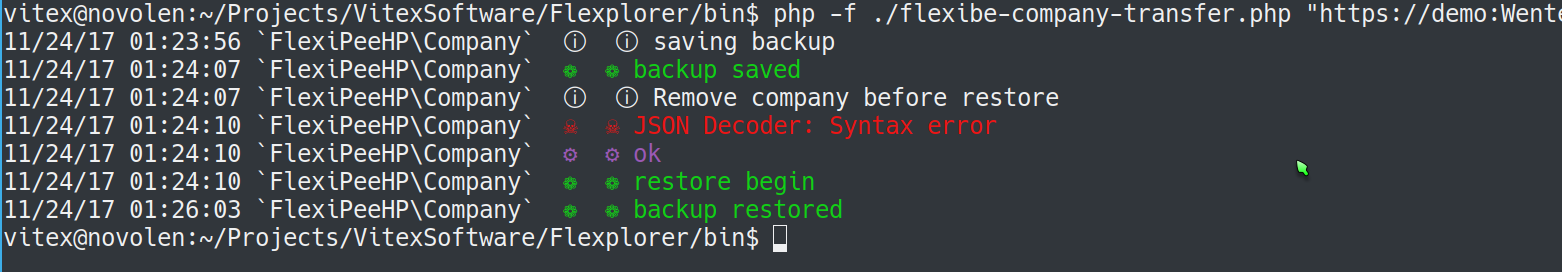 vitex@novolen:~/Projects/VitexSoftware/Flexplorer/bin$ php -f ./flexibe-company-transfer.php "https://demo:Wente
11/24/17 01:23:56 `FlexiPeeHP\Company` ⓘ ⓘ saving backup
11/24/17 01:24:07 `FlexiPeeHP\Company` ❁ ❁ backup saved
11/24/17 01:24:07 `FlexiPeeHP\Company` ⓘ ⓘ Remove company before restore
11/24/17 01:24:10 `FlexiPeeHP\Company` ☠ ☠ JSON Decoder: Syntax error
11/24/17 01:24:10 `FlexiPeeHP\Company` ⚙ ⚙ ok
11/24/17 01:24:10 `FlexiPeeHP\Company` ❁ ❁ restore begin
11/24/17 01:26:03 `FlexiPeeHP\Company` ❁ ❁ backup restored
vitex@novolen:~/Projects/VitexSoftware/Flexplorer/bin$